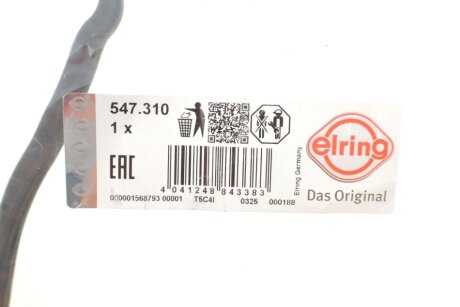 547.310
1 x
EAC
4 041248 843383
000001568793 00001 T5C4I 0325 000188
Elring Germany
elring
Das Original